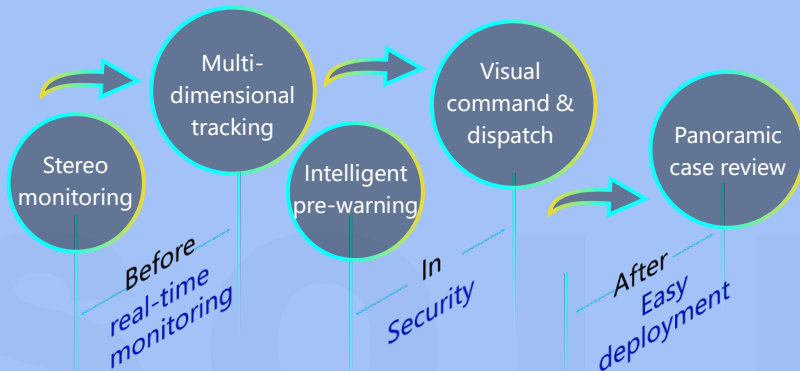 Stereo
monitoring
Multi-
dimensional
tracking
Intelligent
pre-warning
Visual
command &
dispatch
Panoramic
case review
Before
real-time
monitoring
In
Security
After
Easy
deployment